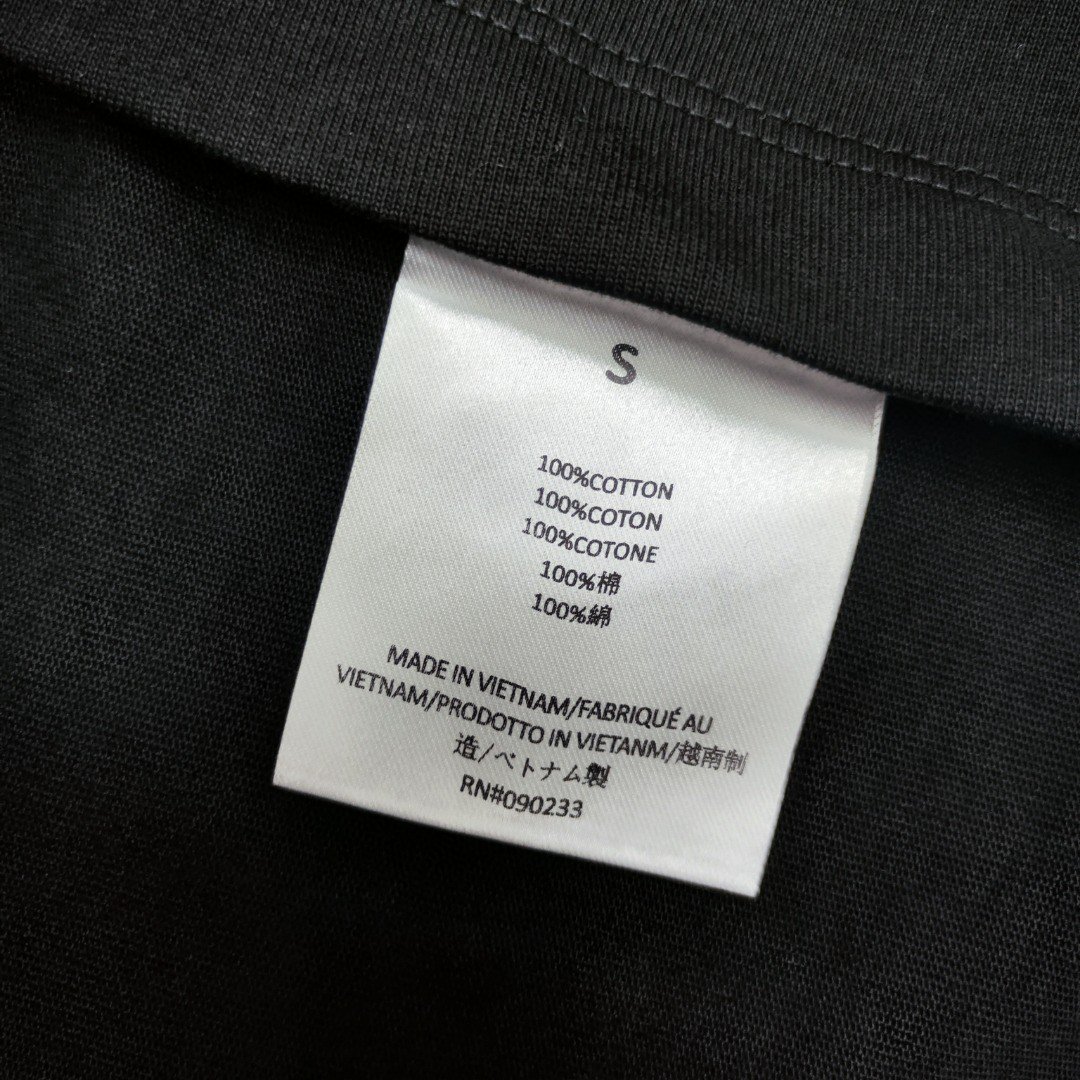 S
100%COTTON
100%COTON
100%COTONE
100%棉
100%綿
MADE IN VIETNAM/FABRIQUÉ AU
VIETNAM/PRODOTTO IN VIETANM/越南制
造/ベトナム製
RN#090233